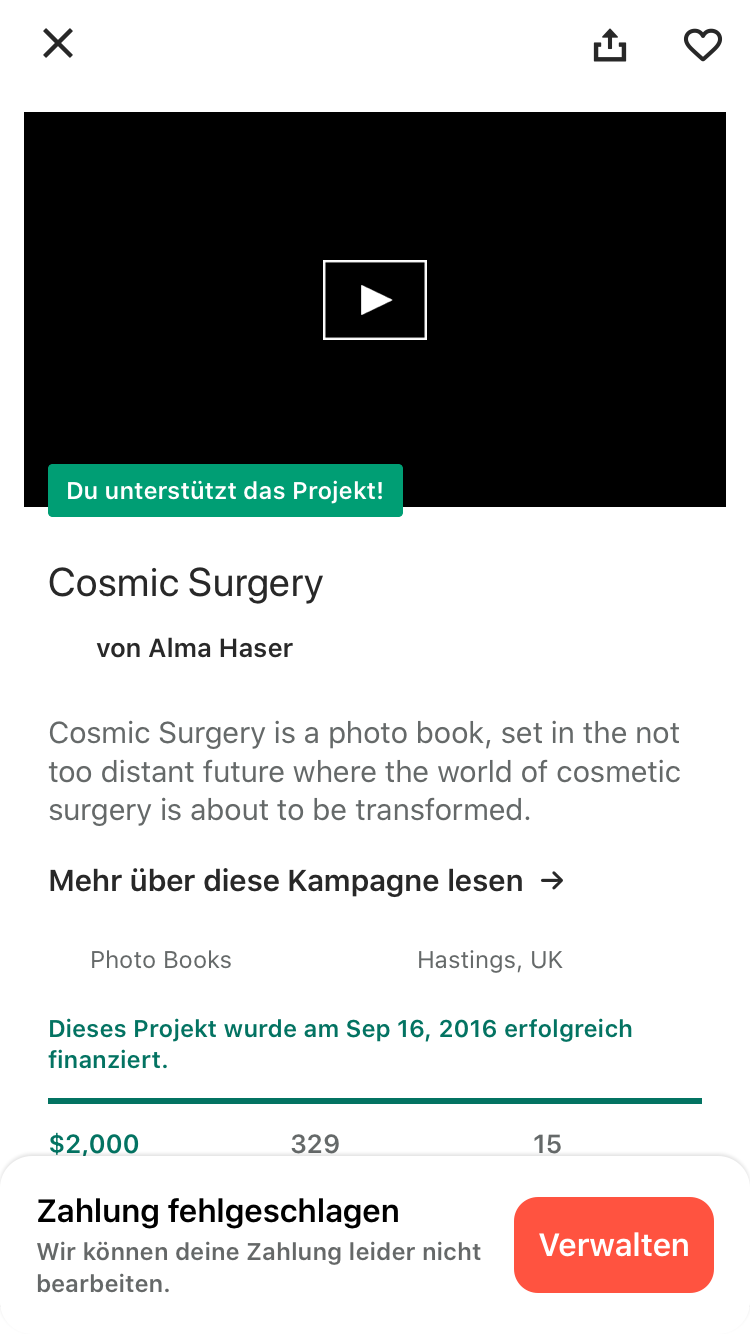 Du unterstützt das Projekt!
Cosmic Surgery
von Alma Haser
Cosmic Surgery is a photo book, set in the not
too distant future where the world of cosmetic
surgery is about to be transformed.
Mehr über diese Kampagne lesen →
Photo Books
Hastings, UK
Dieses Projekt wurde am Sep 16, 2016 erfolgreich
finanziert.
$2,000 329 15
Zahlung fehlgeschlagen
Wir können deine Zahlung leider nicht
bearbeiten.
Verwalten